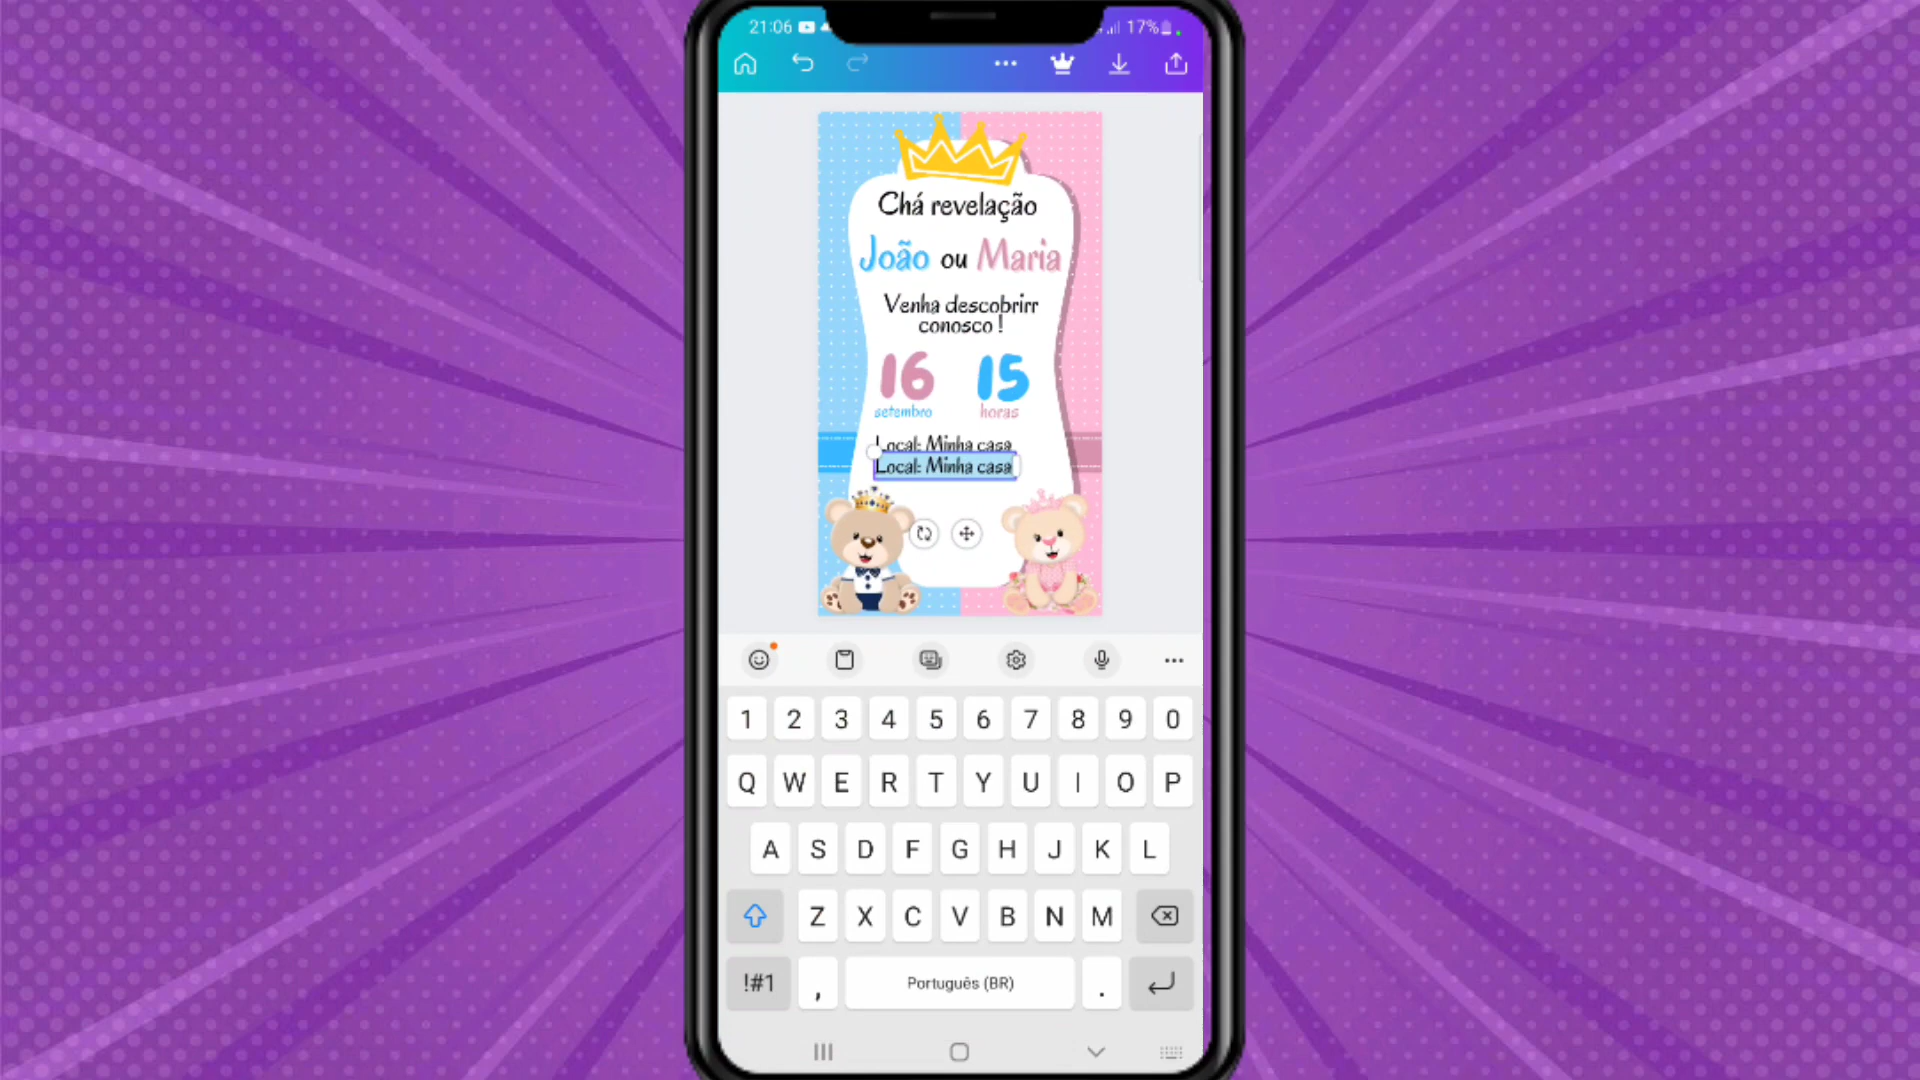 21:06
17%
Chá revelação
João ou Maria
Venha descobrirr
conosco !
16 15
setembro horas
Local: Minha casa
Local: Minha casa
1 2 3 4 5 6 7 8 9 0
Q W E R T Y U I O P
A S D F G H J K L
Z X C V B N M
!#1 , Português (BR) .